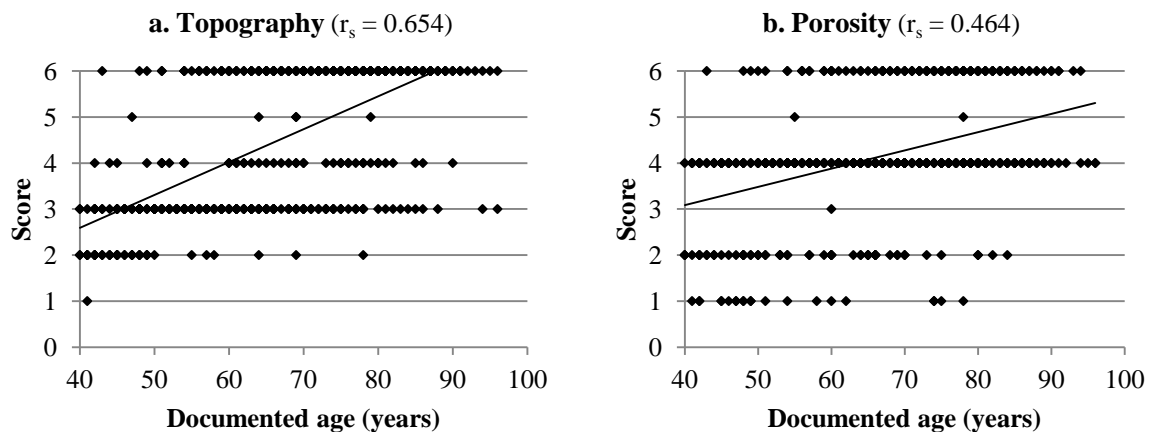 a. Topography (rs = 0.654)
6
5
4
3
2
1
0
Score
40 50 60 70 80 90 100
Documented age (years)
b. Porosity (rs = 0.464)
6
5
4
3
2
1
0
Score
40 50 60 70 80 90 100
Documented age (years)